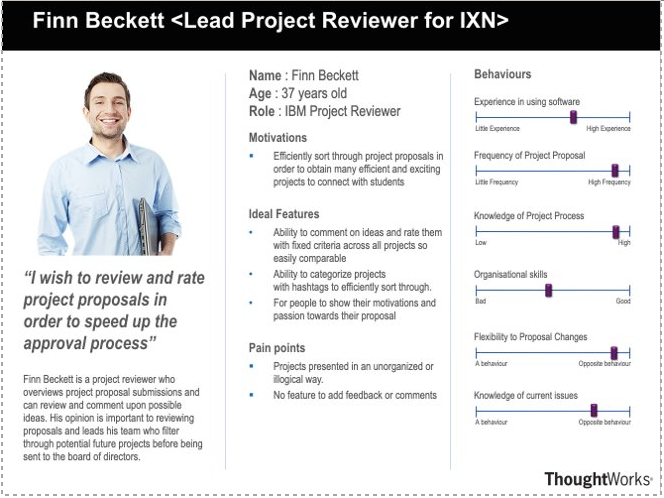 Finn Beckett <Lead Project Reviewer for IXN>
“I wish to review and rate
project proposals in
order to speed up the
approval process”
Finn Beckett is a project reviewer who
overviews project proposal submissions and
can review and comment upon possible
ideas. His opinion is important to reviewing
proposals and leads his team who filter
through potential future projects before being
sent to the board of directors.
Name : Finn Beckett
Age : 37 years old
Role : IBM Project Reviewer
Motivations
Efficiently sort through project proposals in
order to obtain many efficient and exciting
projects to connect with students
Ideal Features
Ability to comment on ideas and rate them
with fixed criteria across all projects so
easily comparable
Ability to categorize projects
with hashtags to efficiently sort through.
For people to show their motivations and
passion towards their proposal
Pain points
Projects presented in an unorganized or
illogical way.
No feature to add feedback or comments
Behaviours
Experience in using software
Little Experience High Experience
Frequency of Project Proposal
Little Frequency High Frequency
Knowledge of Project Process
Low High
Organisational skills
Bad Good
Flexibility to Proposal Changes
A behaviour Opposite behaviour
Knowledge of current issues
A behaviour Opposite behaviour
ThoughtWorks®